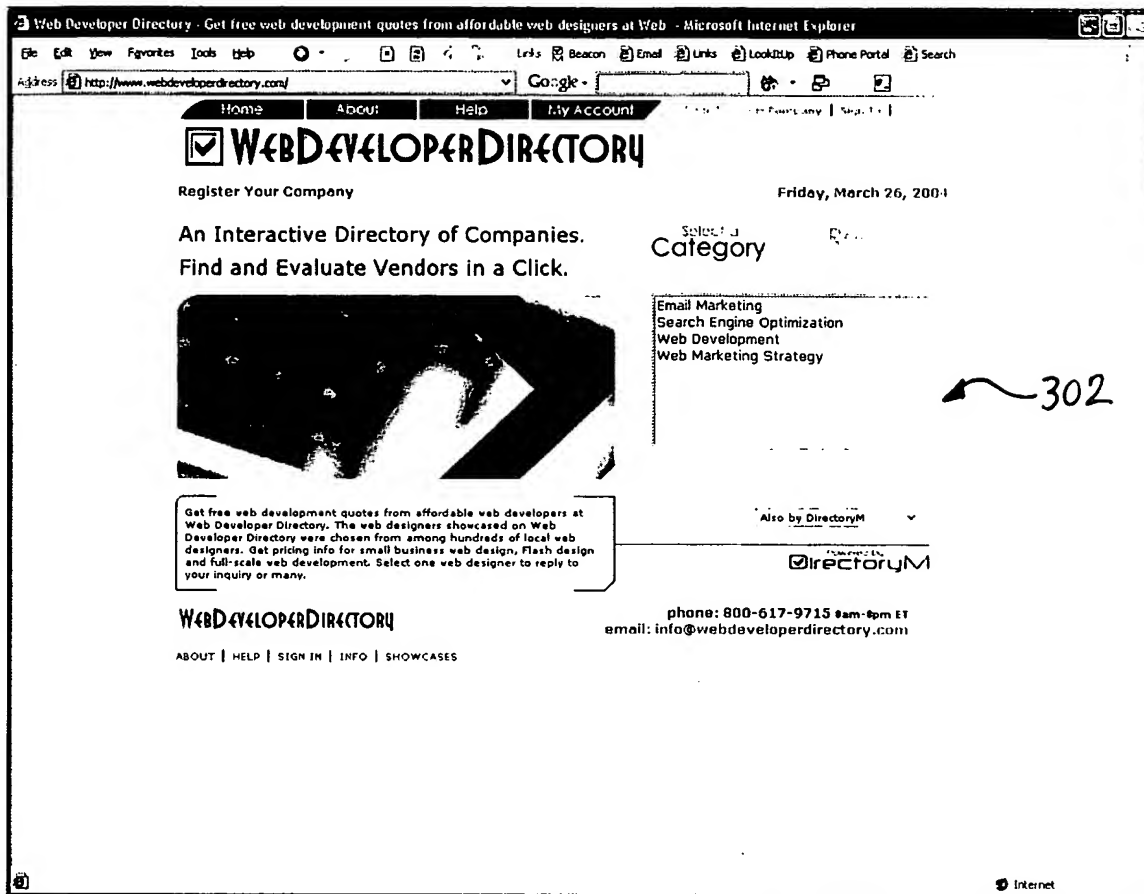 Web Developer Directory - Get free web development quotes from affordable web designers at Web - Microsoft Internet Explorer
File Edit View Favorites Tools Help Links Beacon Email Links LookItUp Phone Portal Search
Address http://www.webdeveloperdirectory.com/ Google
Home About Help My Account
WEBDEVELOPERDIRECTORY
Register Your Company Friday, March 26, 2004
An Interactive Directory of Companies.
Find and Evaluate Vendors in a Click.
Select a
Category
Email Marketing
Search Engine Optimization
Web Development
Web Marketing Strategy
302
Get free web development quotes from affordable web developers at
Web Developer Directory. The web designers showcased on Web
Developer Directory were chosen from among hundreds of local web
designers. Get pricing info for small business web design, Flash design
and full-scale web development. Select one web designer to reply to
your inquiry or many.
Also by DirectoryM
Powered by
DirectoryM
WEBDEVELOPERDIRECTORY
phone: 800-617-9715 8am-8pm ET
email: info@webdeveloperdirectory.com
ABOUT | HELP | SIGN IN | INFO | SHOWCASES
Internet